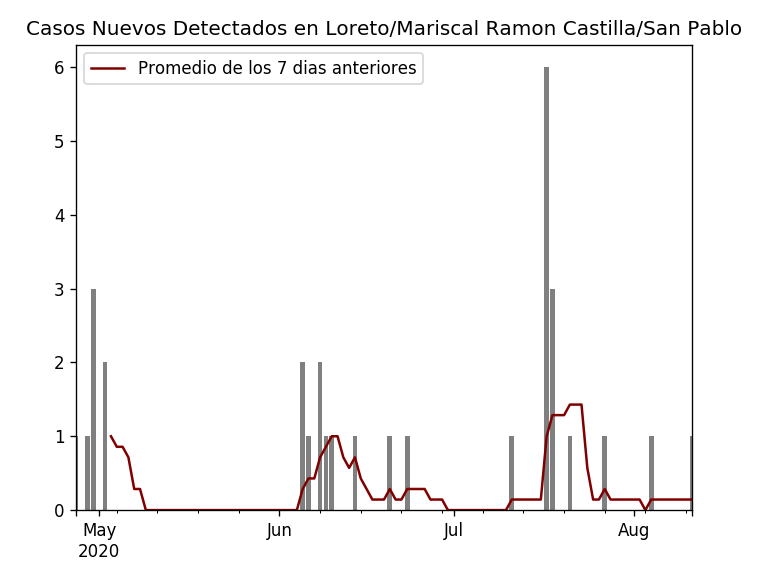 Casos Nuevos Detectados en Loreto/Mariscal Ramon Castilla/San Pablo
Promedio de los 7 dias anteriores
6
5
4
3
2
1
0
May Jun Jul Aug
2020